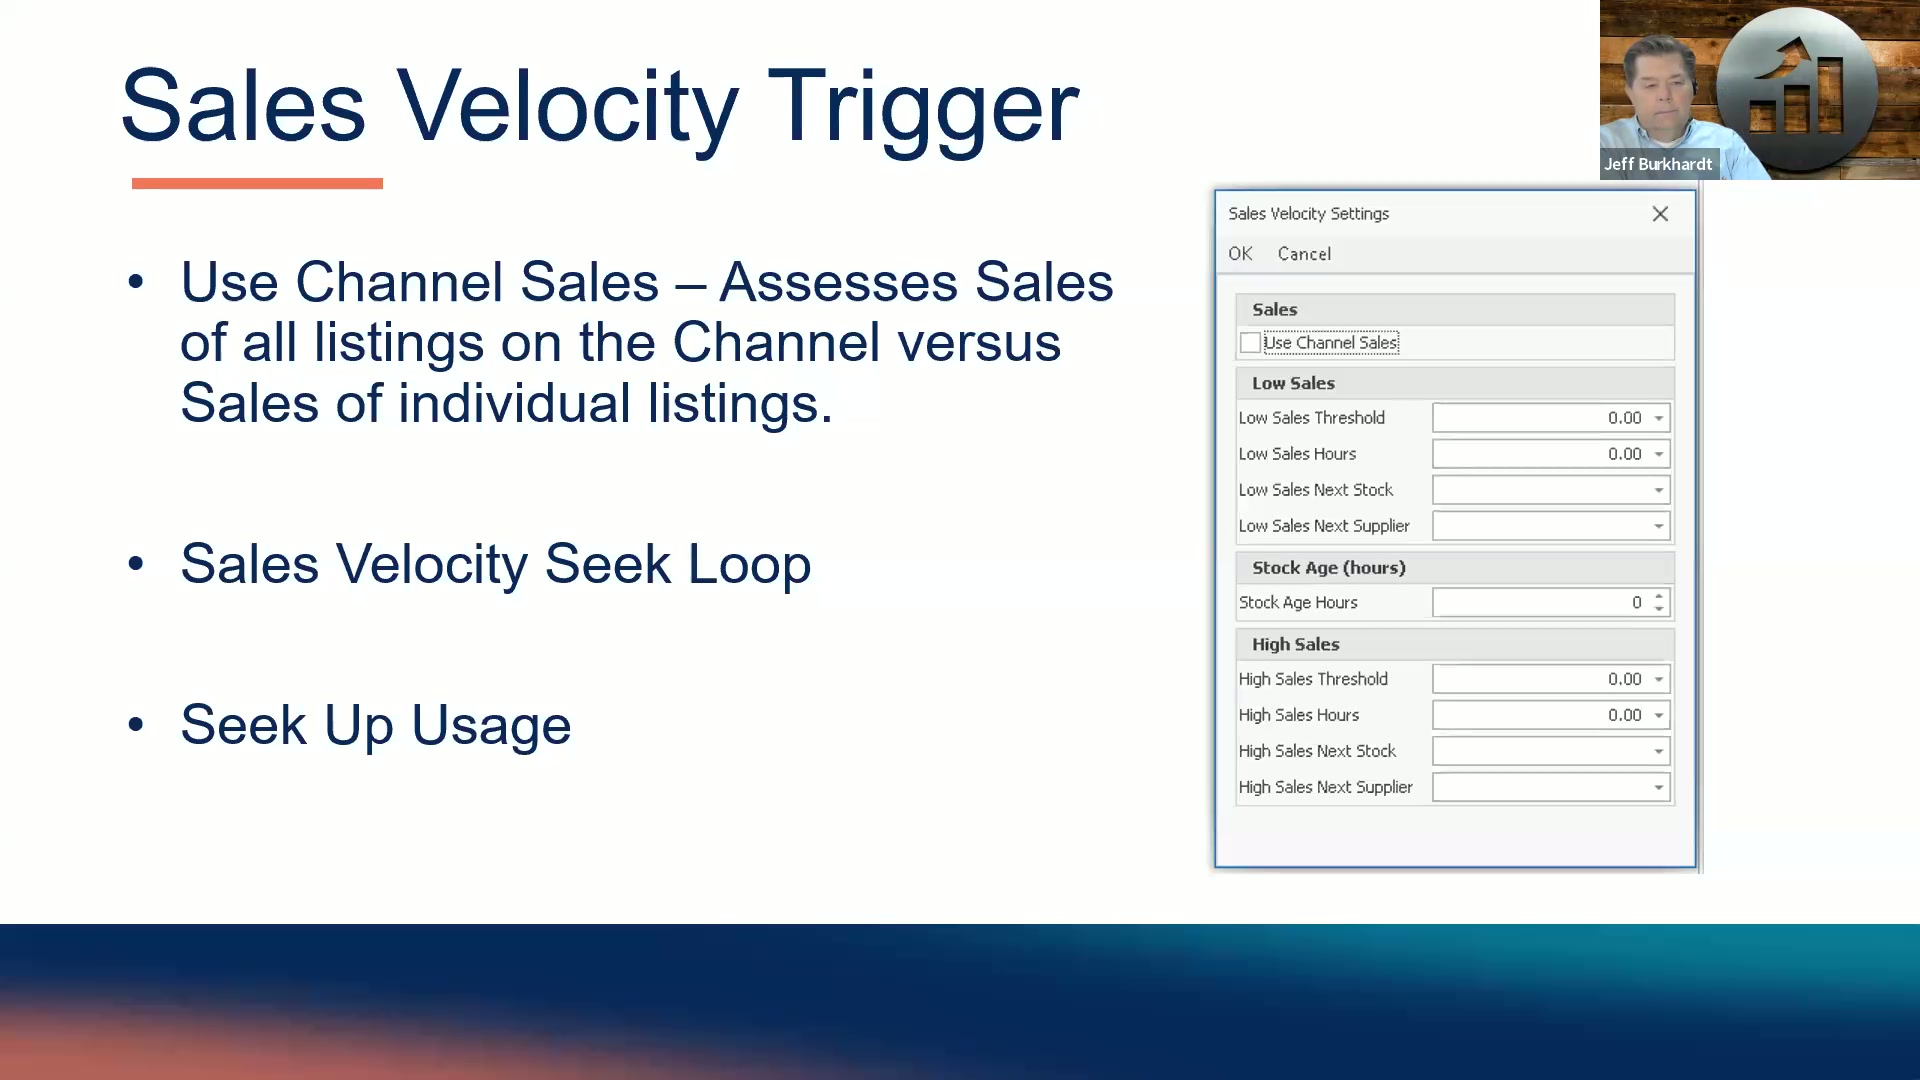 Sales Velocity Trigger
• Use Channel Sales – Assesses Sales
of all listings on the Channel versus
Sales of individual listings.
• Sales Velocity Seek Loop
• Seek Up Usage
Jeff Burkhardt
Sales Velocity Settings
OK Cancel
Sales
Use Channel Sales
Low Sales
Low Sales Threshold 0.00
Low Sales Hours 0.00
Low Sales Next Stock
Low Sales Next Supplier
Stock Age (hours)
Stock Age Hours 0
High Sales
High Sales Threshold 0.00
High Sales Hours 0.00
High Sales Next Stock
High Sales Next Supplier